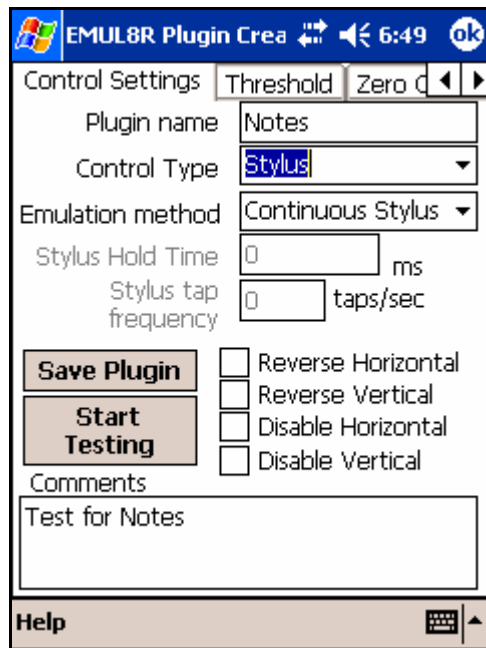 EMUL8R Plugin Crea 6:49 ok
Control Settings Threshold Zero
Plugin name Notes
Control Type Stylus
Emulation method Continuous Stylus
Stylus Hold Time 0 ms
Stylus tap frequency 0 taps/sec
Save Plugin
Start Testing
Reverse Horizontal
Reverse Vertical
Disable Horizontal
Disable Vertical
Comments
Test for Notes
Help